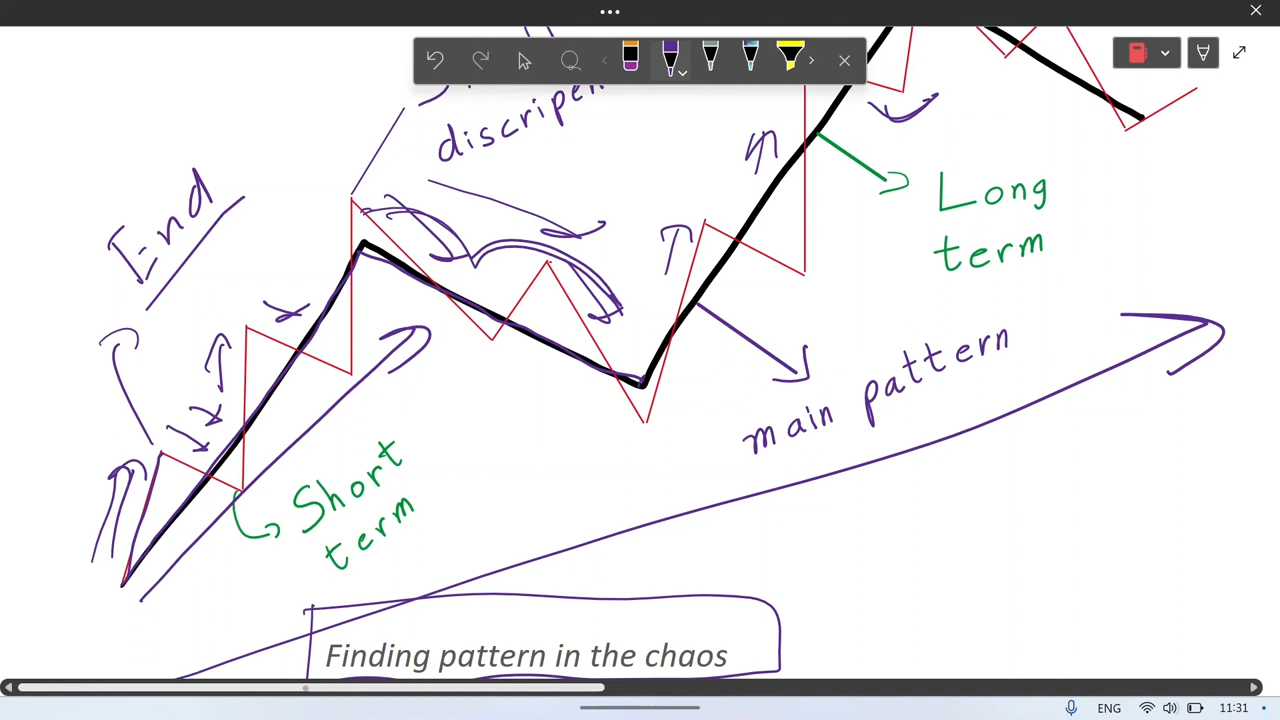 discripen
End
Long
term
main pattern
Short
term
Finding pattern in the chaos
ENG
11:31